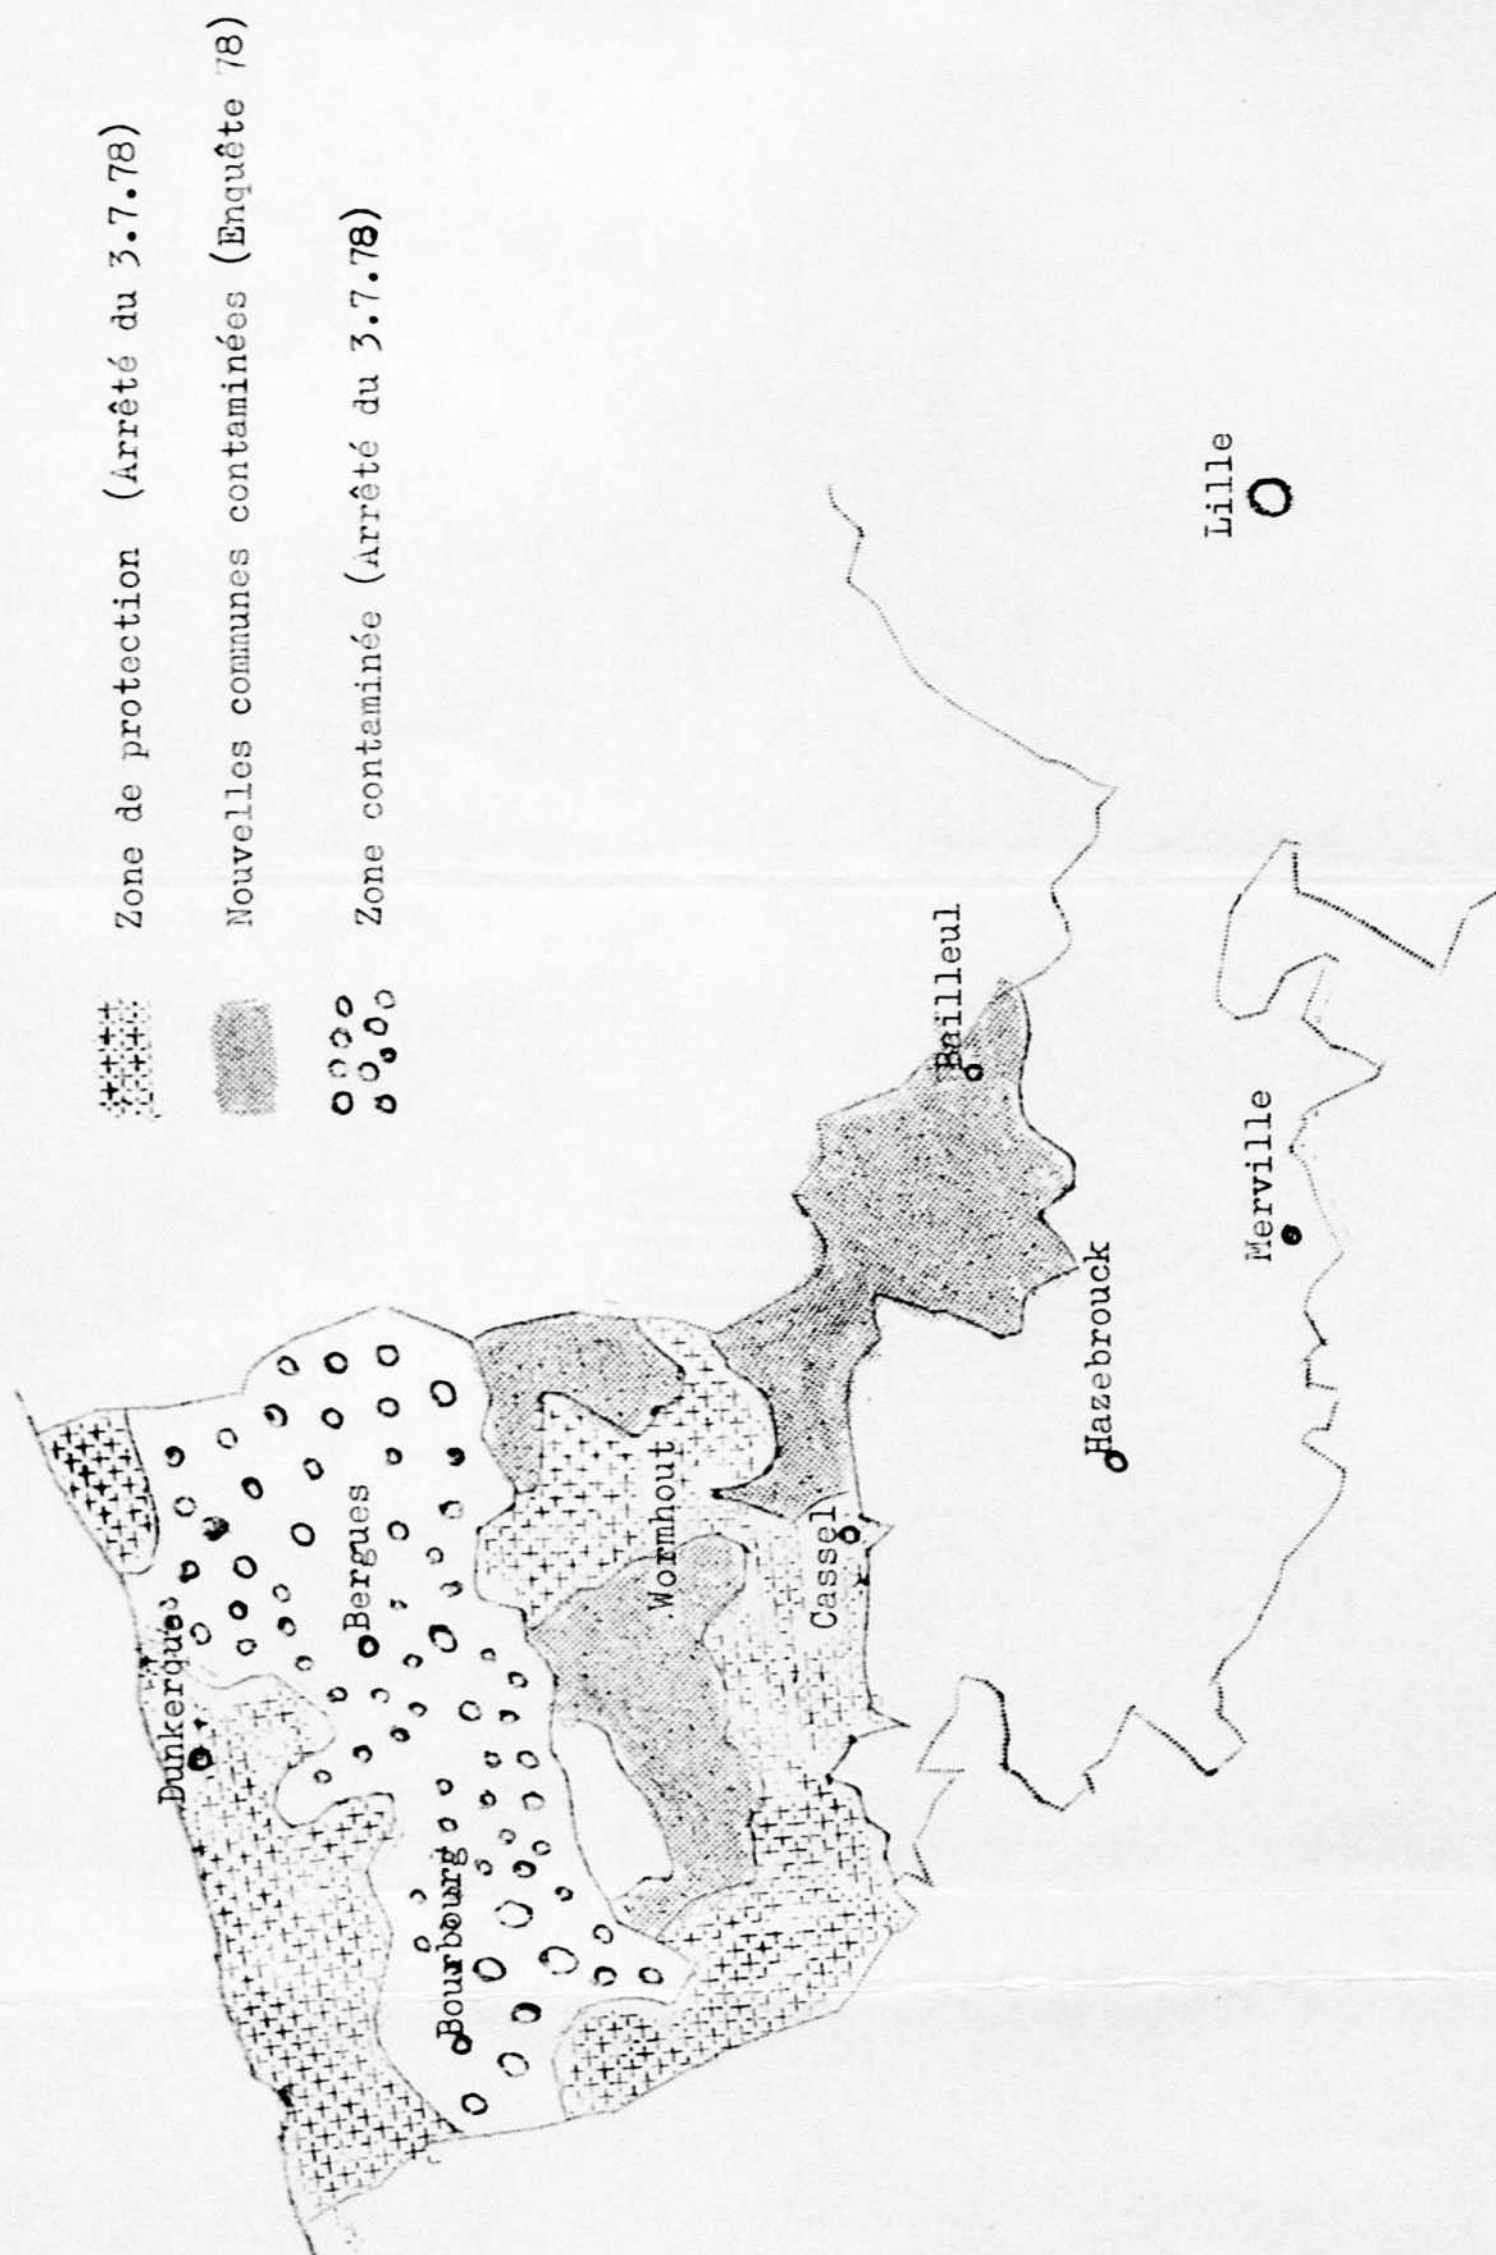 Zone de protection (Arrêté du 3.7.78)
Nouvelles communes contaminées (Enquête 78)
Zone contaminée (Arrêté du 3.7.78)
Dunkerque
Bergues
Bourbourg
Wormhout
Cassel
Bailleul
Hazebrouck
Merville
Lille